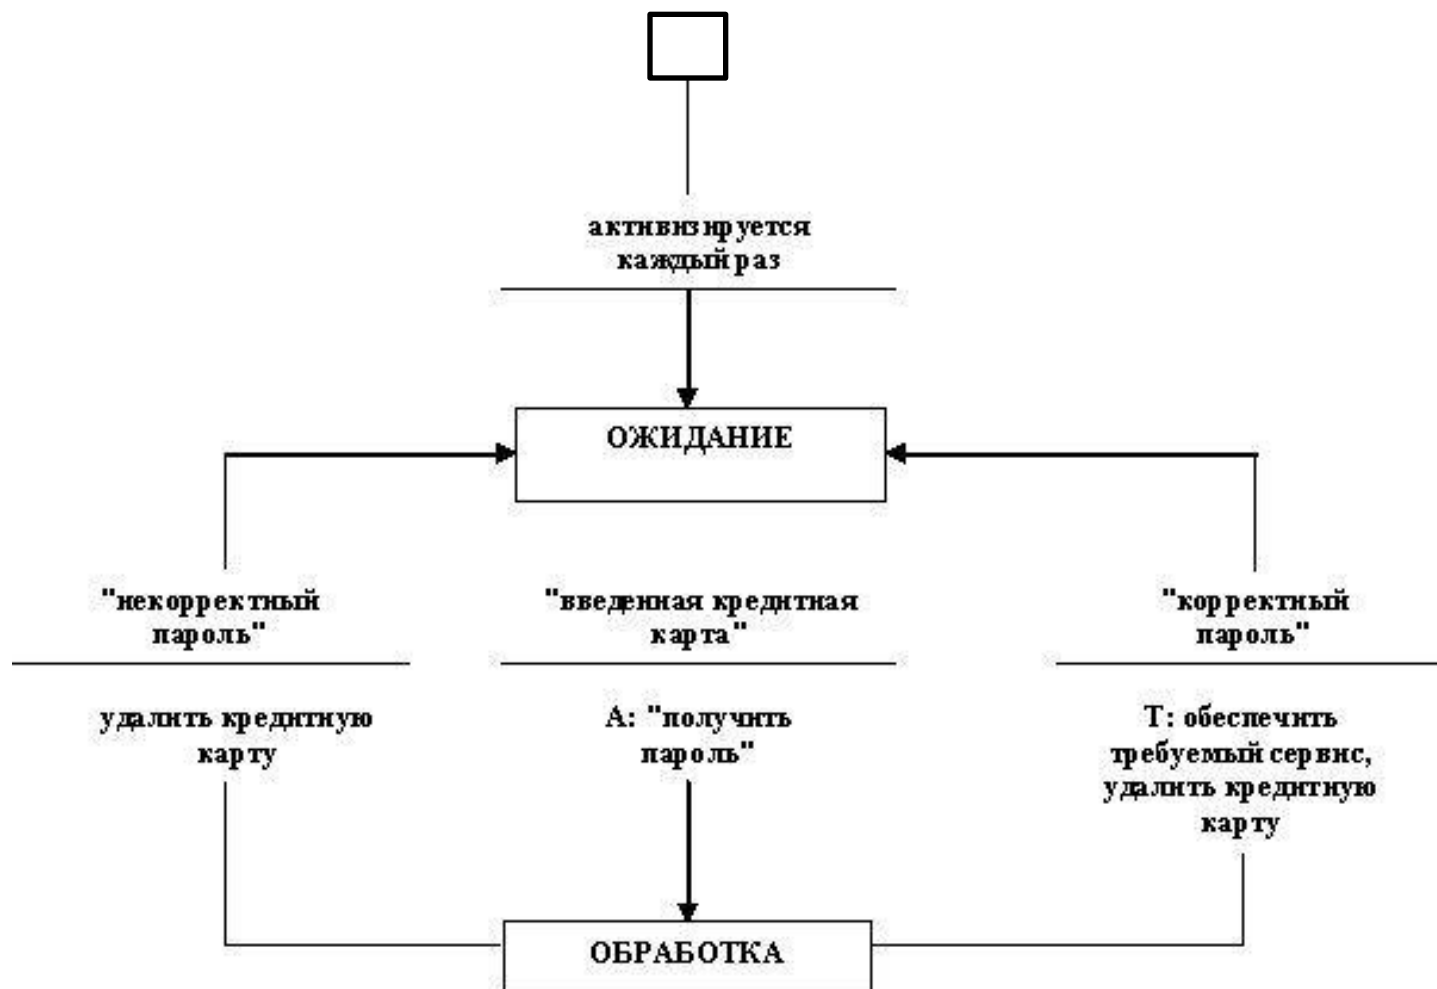 активизируется
каждый раз
ОЖИДАНИЕ
"некорректный
пароль"
"введенная кредитная
карта"
"корректный
пароль"
удалить кредитную
карту
А: "получить
пароль"
Т: обеспечить
требуемый сервис,
удалить кредитную
карту
ОБРАБОТКА